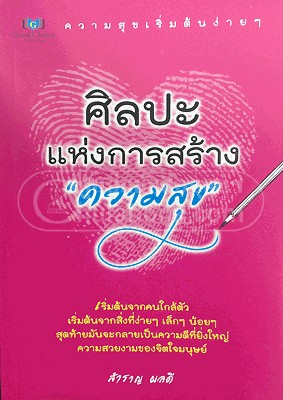 ความสุขเริ่มต้นง่ายๆ
ศิลปะ
แห่งการสร้าง
"ความสุข"
เริ่มต้นจากคนใกล้ตัว
เริ่มต้นจากสิ่งที่ง่ายๆ เล็กๆ น้อยๆ
สุดท้ายมันจะกลายเป็นความดีที่ยิ่งใหญ่
ความสวยงามของจิตใจมนุษย์
สำราญ ผลดี